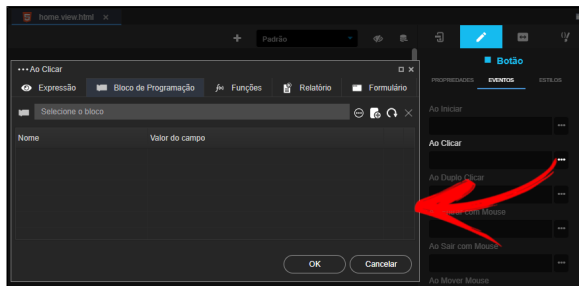 home.view.html
Padrão
Botão
Ao Clicar
PROPRIEDADES EVENTOS ESTILOS
Expressão Bloco de Programação Funções Relatório Formulário
Ao Iniciar
Selecione o bloco
Nome Valor do campo
Ao Clicar
Ao Duplo Clicar
com Mouse
Ao Sair com Mouse
OK Cancelar
Ao Mover Mouse